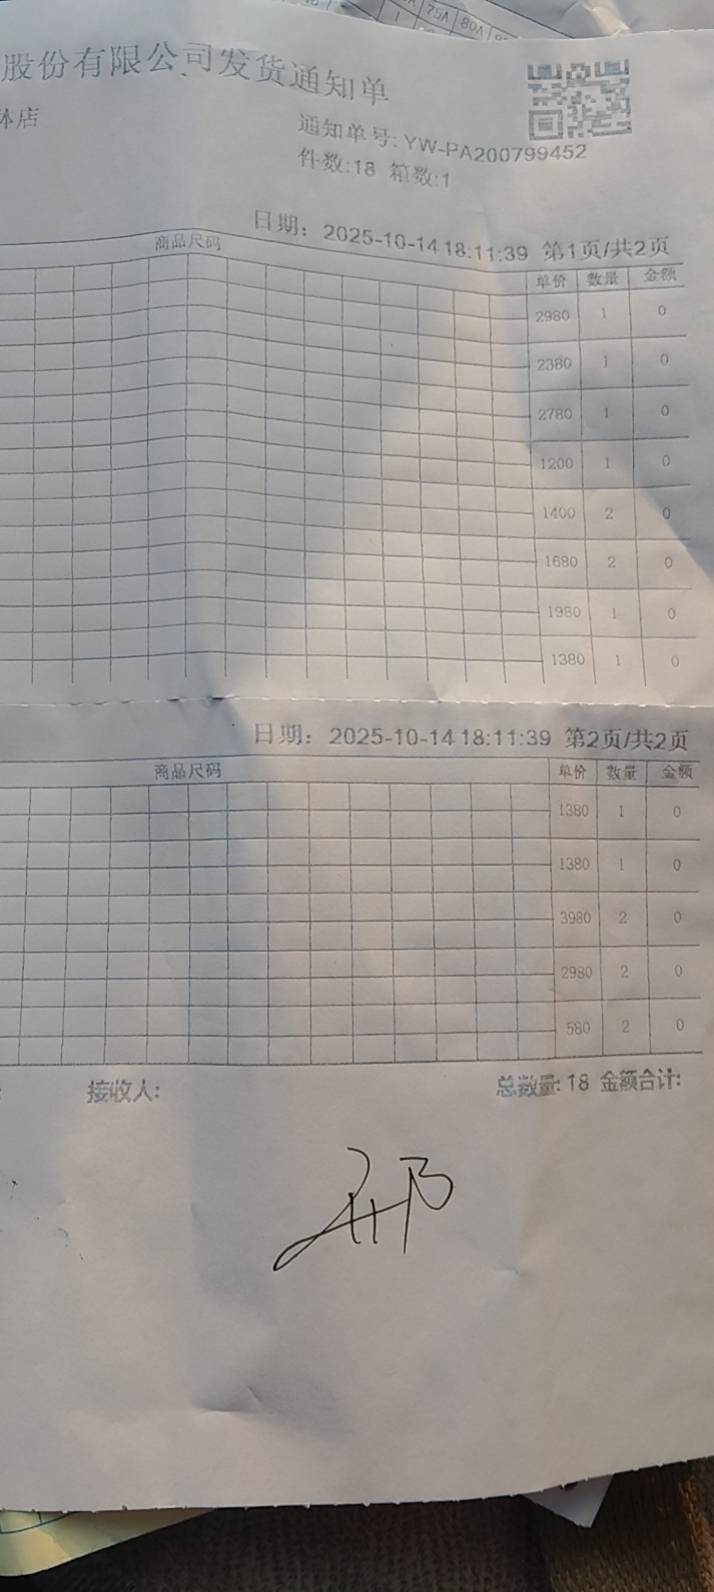 75A 80A
股份有限公司发货通知单
体店
通知单号: YW-PA200799452
件数:18 箱数:1
日期: 2025-10-14 18:11:39 第1页/共2页
商品尺码 单价 数量 金额
2980 1 0
2380 1 0
2780 1 0
1200 1 0
1400 2 0
1680 2 0
1980 1 0
1380 1 0
日期: 2025-10-14 18:11:39 第2页/共2页
商品尺码 单价 数量 金额
1380 1 0
1380 1 0
3980 2 0
2980 2 0
580 2 0
接收人: 总数量: 18 金额合计: